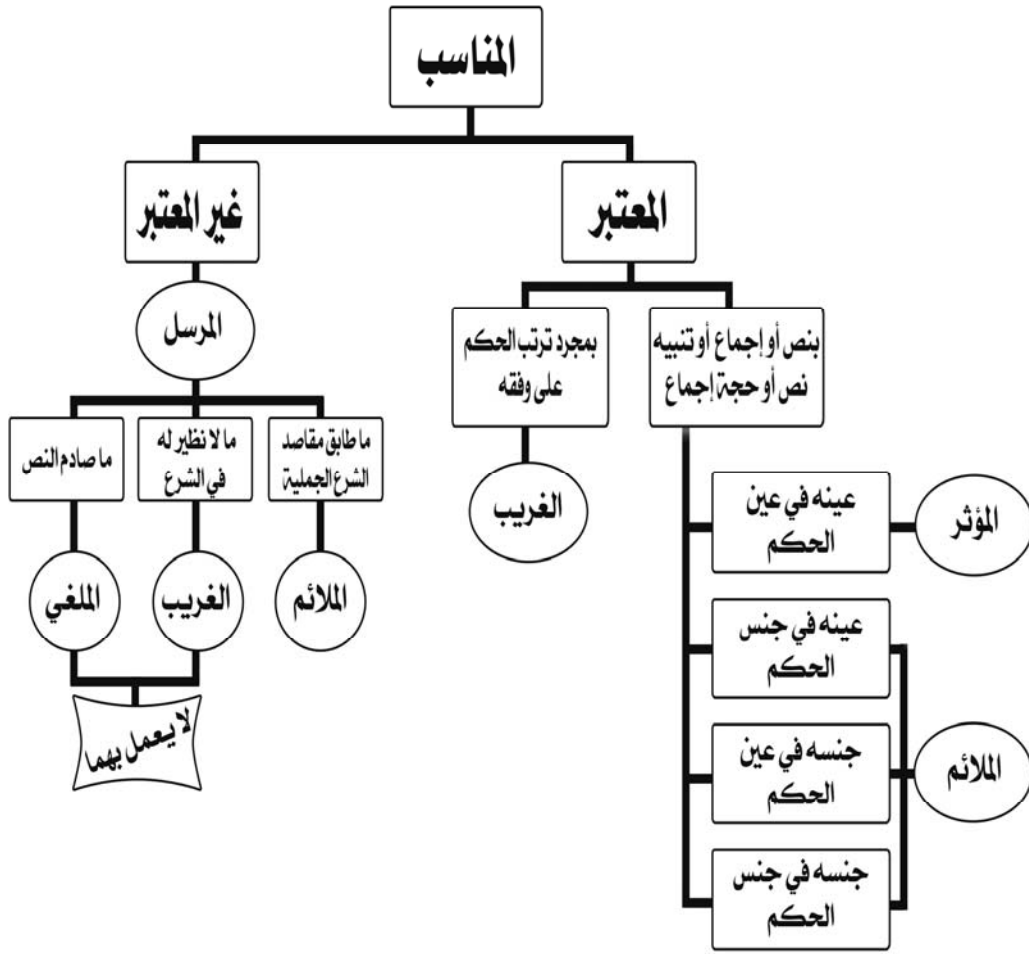 المناسب
المعتبر
غير المعتبر
بنص أو إجماع أو تنبيه
نص أو حجة إجماع
بمجرد ترتب الحكم
على وفقه
المرسل
ما طابق مقاصد
الشرع الجملية
ما لا نظير له
في الشرع
ما صادم النص
الغريب
عينه في عين
الحكم
المؤثر
الملائم
الغريب
الملغي
عينه في جنس
الحكم
لا يعمل بهما
جنسه في عين
الحكم
الملائم
جنسه في جنس
الحكم